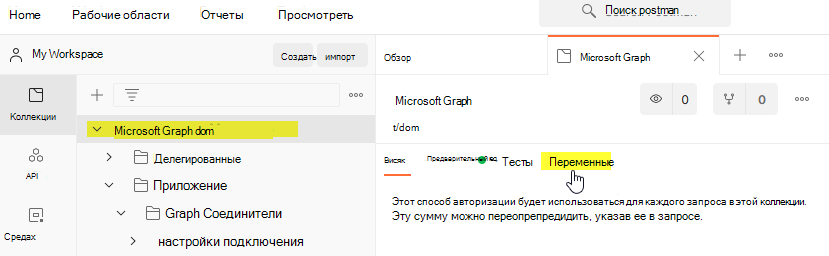 Home Рабочие области Отчеты Просмотреть Поиск postman
My Workspace Создать импорт Обзор Microsoft Graph
Коллекции
Microsoft Graph dom
Microsoft Graph 0 0
t/dom
Делегированные
Висяк Предварительный Тесты Переменные
API
Приложение
Этот способ авторизации будет использоваться для каждого запроса в этой коллекции.
Graph Соединители
Эту сумму можно переопрепредидить, указав ее в запросе.
Средах
настройки подключения